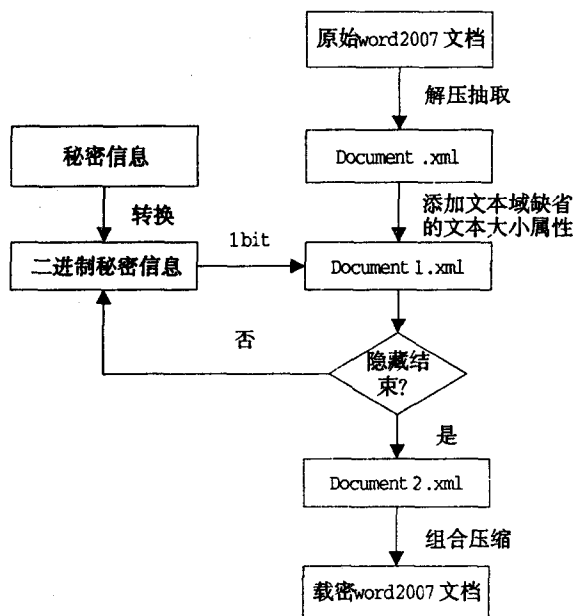 原始word2007 文档
解压抽取
秘密信息
Document .xml
转换
添加文本域缺省
的文本大小属性
二进制秘密信息
1bit
Document 1.xml
否
隐藏结
束?
是
Document 2.xml
组合压缩
载密word2007 文档